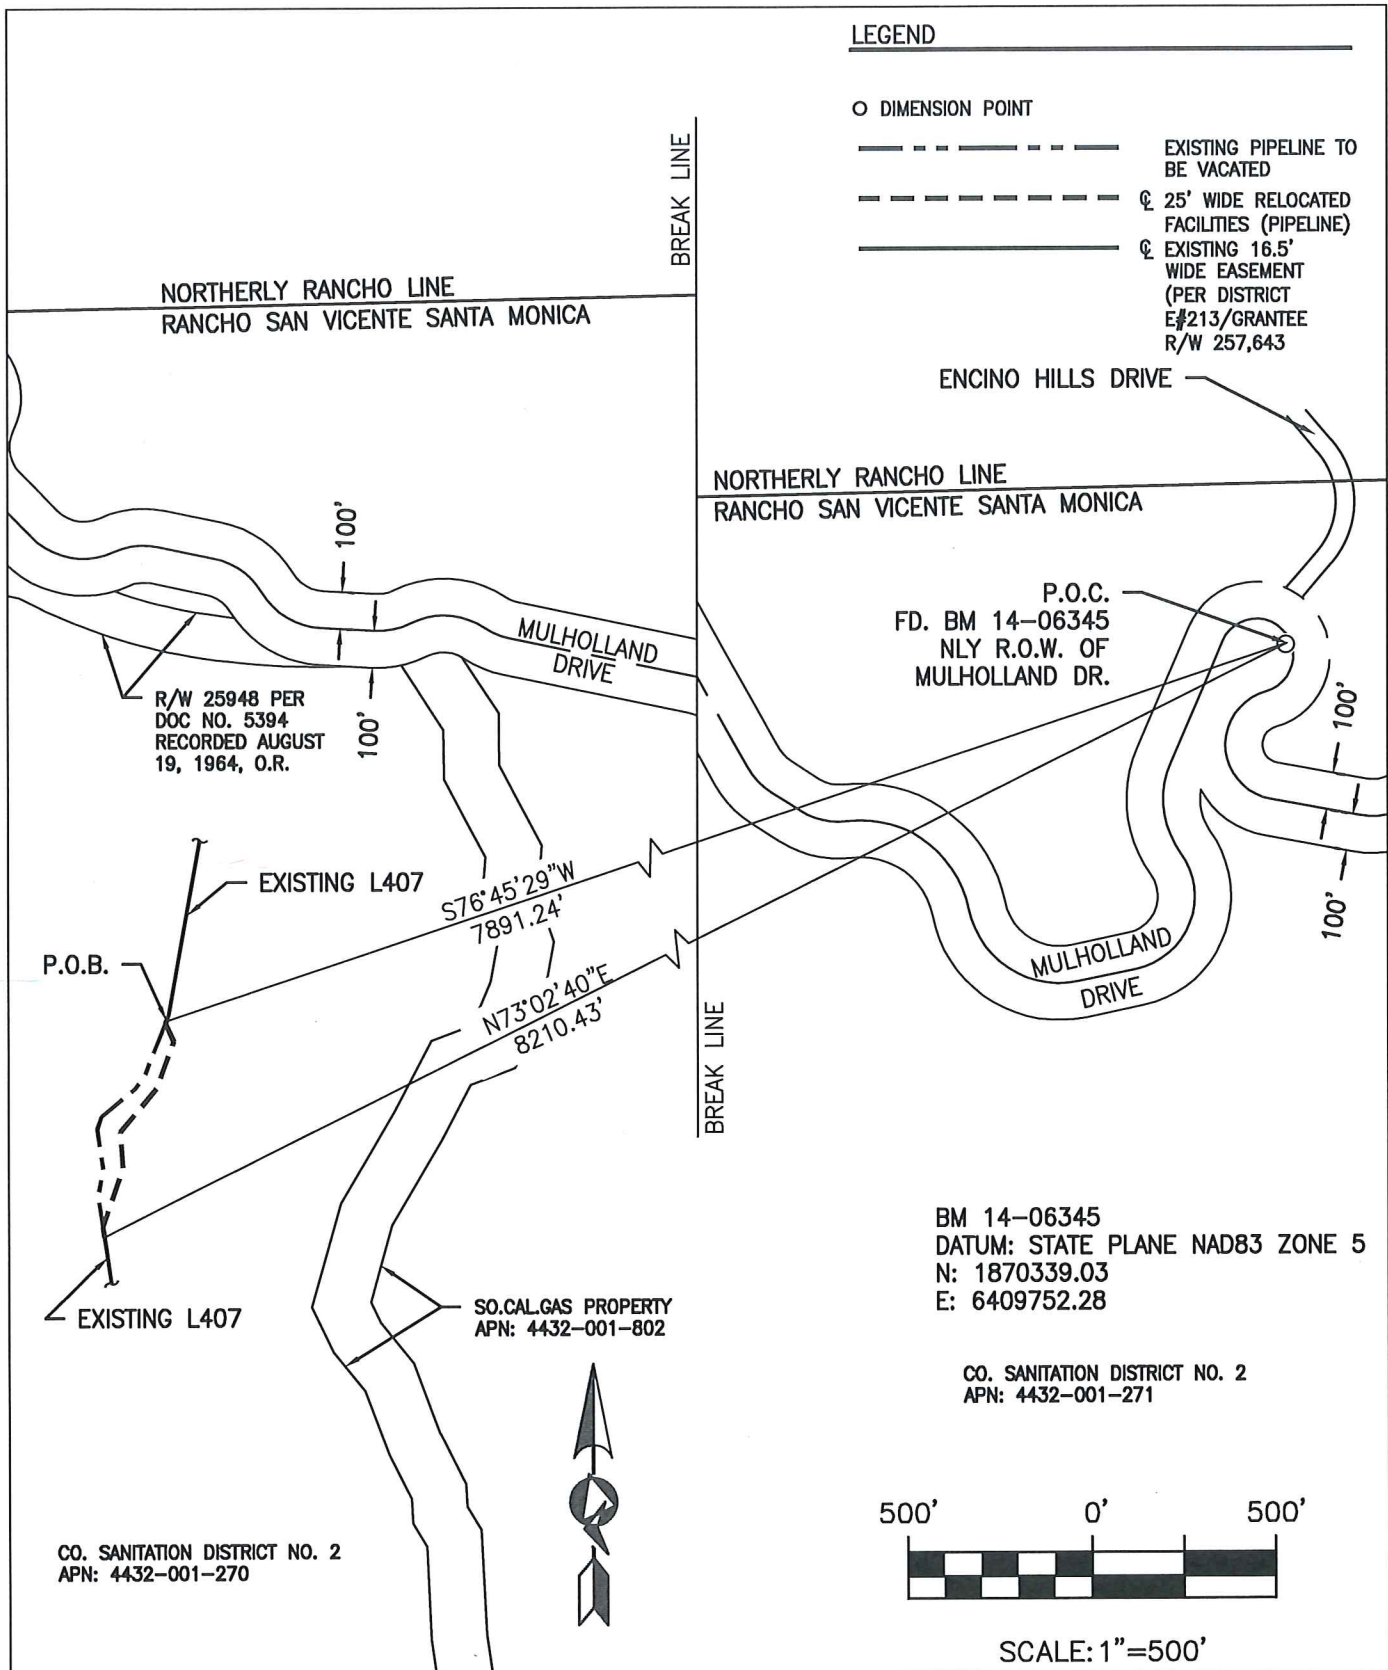 LEGEND
DIMENSION POINT
EXISTING PIPELINE TO
BE VACATED
℄ 25' WIDE RELOCATED
FACILITIES (PIPELINE)
℄ EXISTING 16.5'
WIDE EASEMENT
(PER DISTRICT
E#213/GRANTEE
R/W 257,643
BREAK LINE
NORTHERLY RANCHO LINE
RANCHO SAN VICENTE SANTA MONICA
ENCINO HILLS DRIVE
NORTHERLY RANCHO LINE
RANCHO SAN VICENTE SANTA MONICA
100'
P.O.C.
FD. BM 14-06345
NLY R.O.W. OF
MULHOLLAND DR.
MULHOLLAND
DRIVE
R/W 25948 PER
DOC NO. 5394
RECORDED AUGUST
19, 1964, O.R.
100'
100'
100'
EXISTING L407
S76°45'29"W
7891.24'
P.O.B.
MULHOLLAND
DRIVE
N73°02'40"E
8210.43'
BREAK LINE
EXISTING L407
SO.CAL.GAS PROPERTY
APN: 4432-001-802
BM 14-06345
DATUM: STATE PLANE NAD83 ZONE 5
N: 1870339.03
E: 6409752.28
CO. SANITATION DISTRICT NO. 2
APN: 4432-001-271
CO. SANITATION DISTRICT NO. 2
APN: 4432-001-270
500' 0' 500'
SCALE: 1"=500'